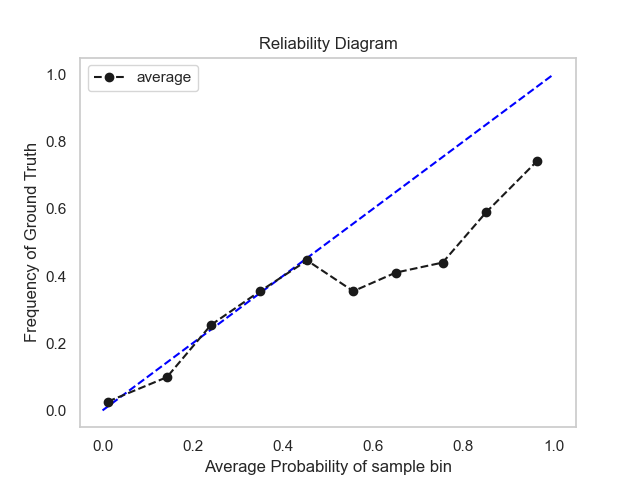 Reliability Diagram
average
Frequency of Ground Truth
1.0
0.8
0.6
0.4
0.2
0.0
0.0 0.2 0.4 0.6 0.8 1.0
Average Probability of sample bin